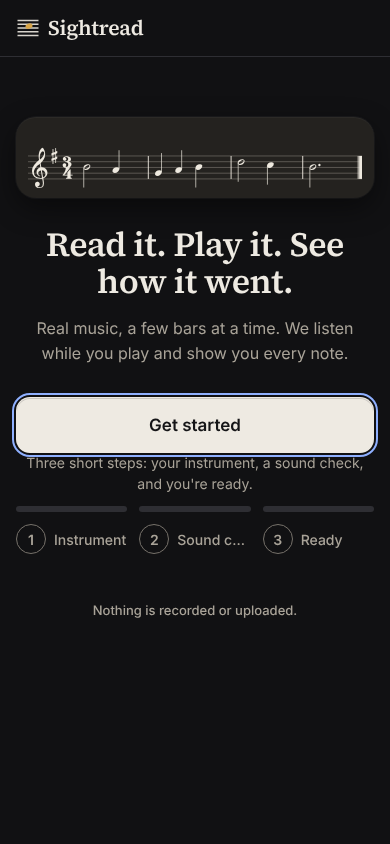 Sightread
3
4
Read it. Play it. See
how it went.
Real music, a few bars at a time. We listen
while you play and show you every note.
Get started
Three short steps: your instrument, a sound check,
and you're ready.
1 Instrument 2 Sound c... 3 Ready
Nothing is recorded or uploaded.